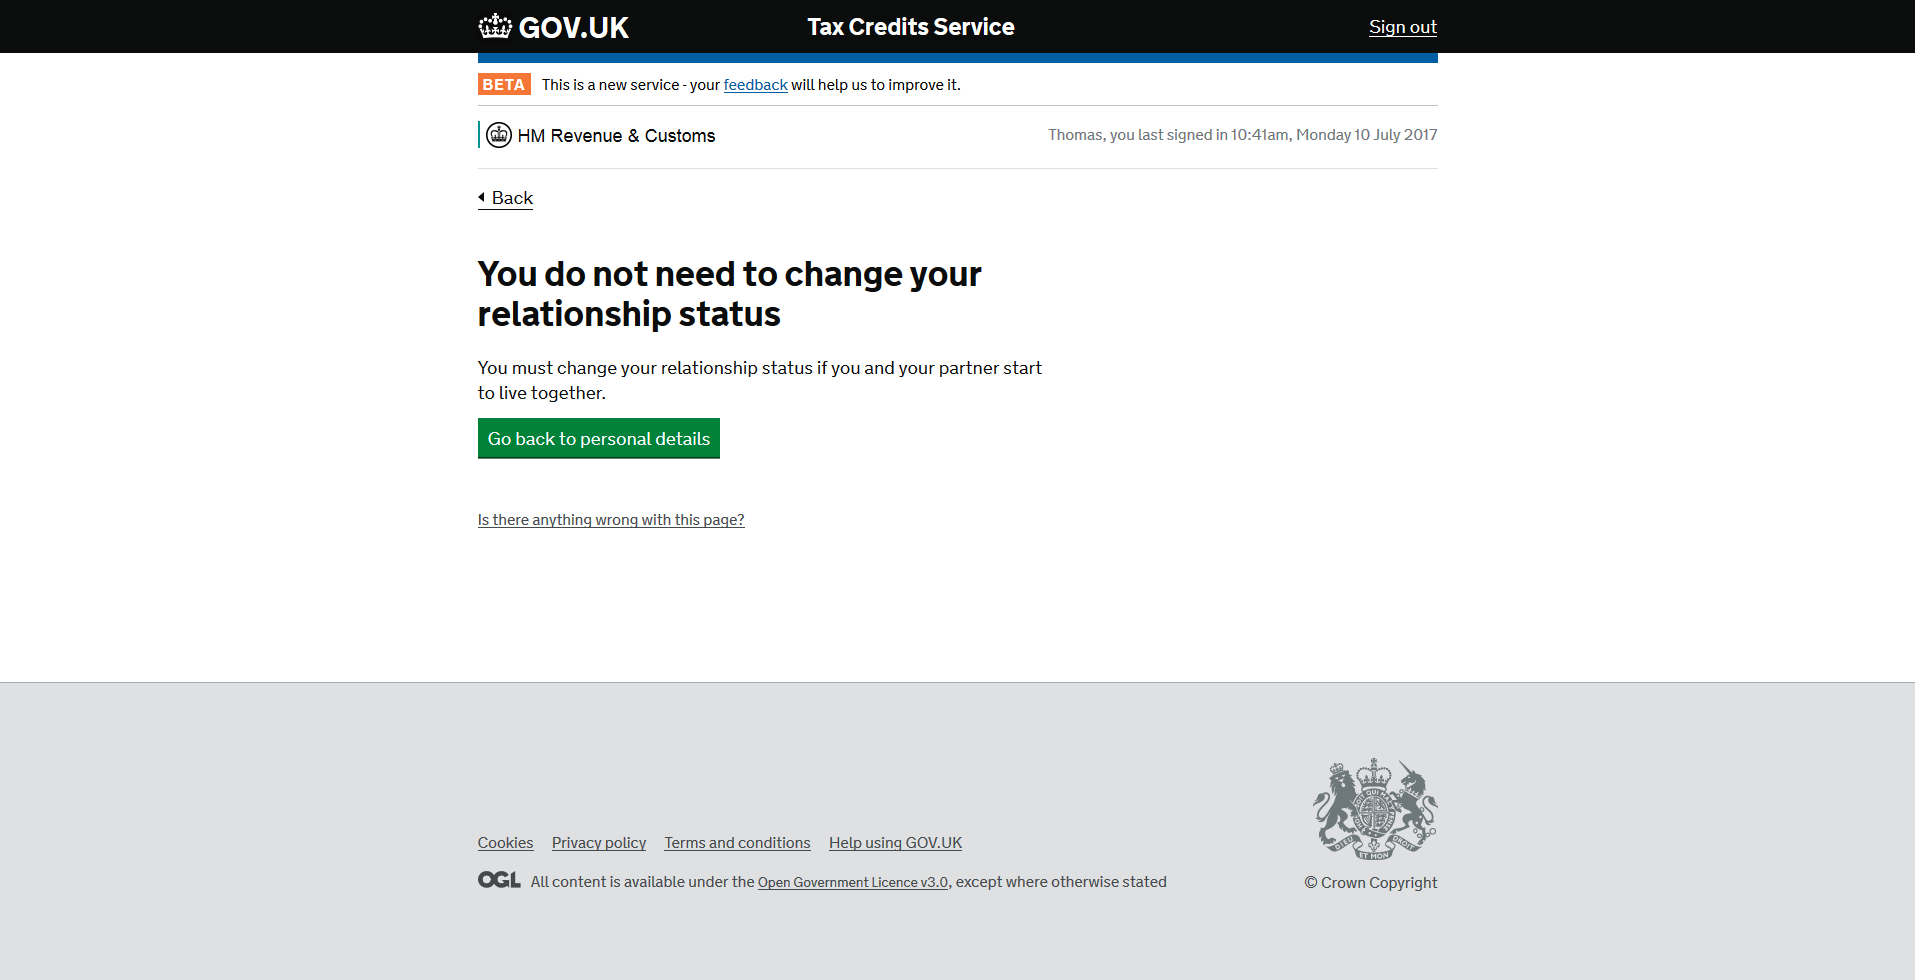 GOV.UK
Tax Credits Service
Sign out
BETA This is a new service - your feedback will help us to improve it.
HM Revenue & Customs
Thomas, you last signed in 10:41am, Monday 10 July 2017
Back
You do not need to change your
relationship status
You must change your relationship status if you and your partner start
to live together.
Go back to personal details
Is there anything wrong with this page?
Cookies Privacy policy Terms and conditions Help using GOV.UK
OGL All content is available under the Open Government Licence v3.0, except where otherwise stated
DIEU ET MON DROIT
© Crown Copyright